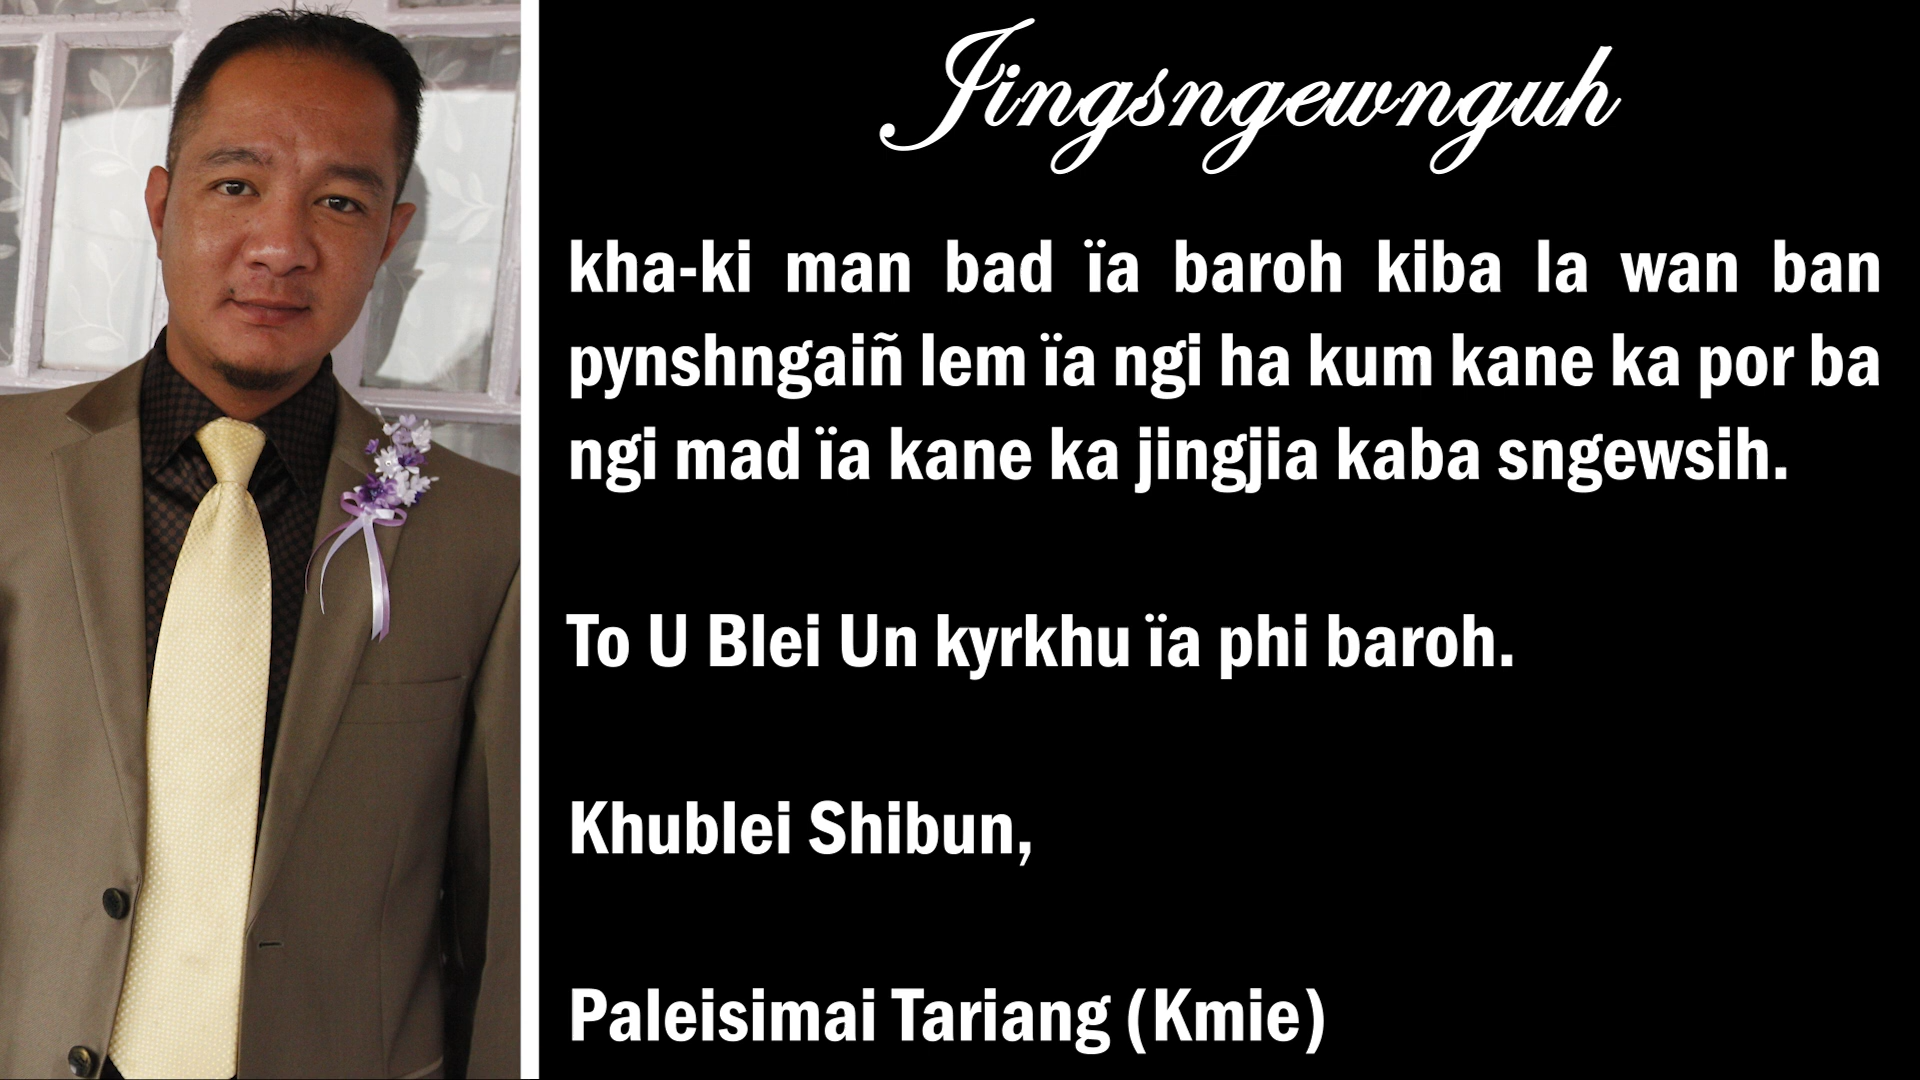 Jingsngewnguh
kha-ki man bad ïa baroh kiba la wan ban
pynshngaiñ lem ïa ngi ha kum kane ka por ba
ngi mad ïa kane ka jingjia kaba sngewsih.
To U Blei Un kyrkhu ïa phi baroh.
Khublei Shibun,
Paleisimai Tariang (Kmie)